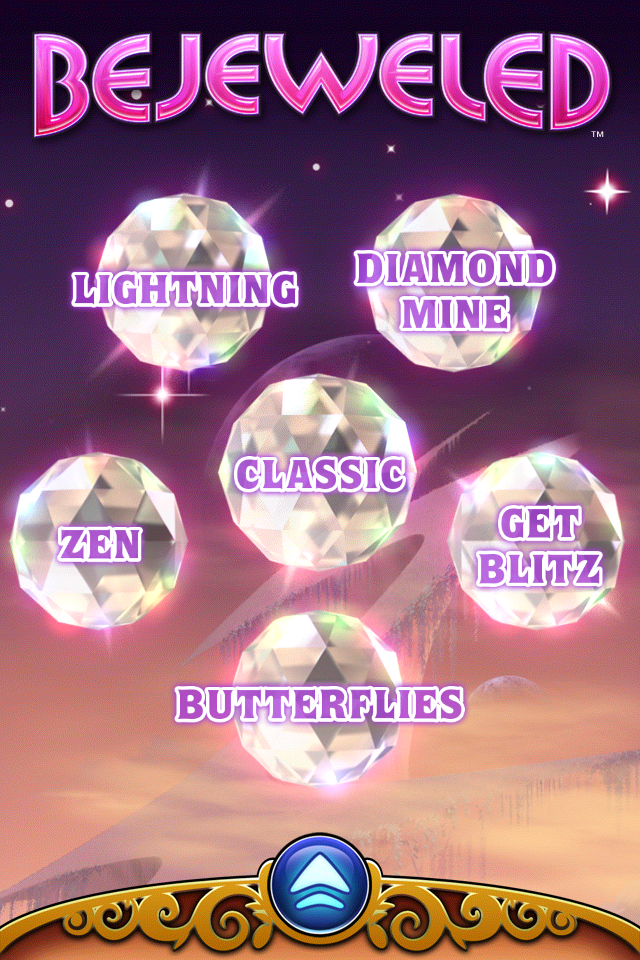 BEJEWELED
™
LIGHTNING
DIAMOND
MINE
CLASSIC
ZEN
GET
BLITZ
BUTTERFLIES